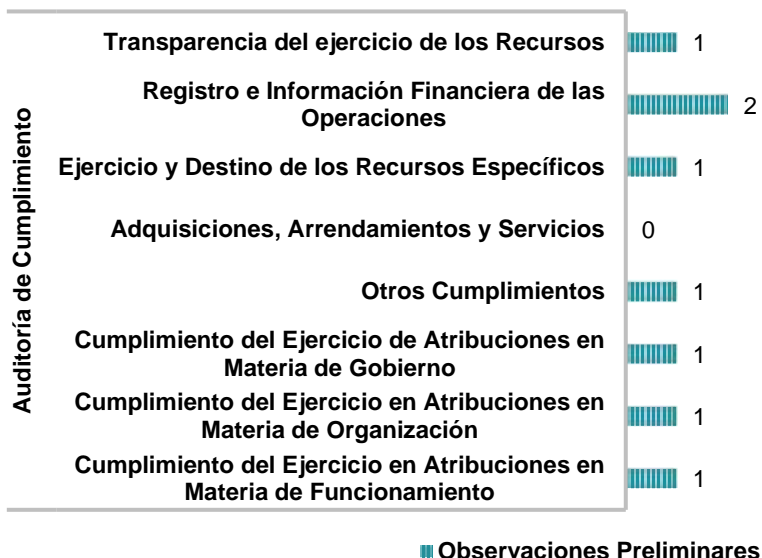 Auditoría de Cumplimiento
Transparencia del ejercicio de los Recursos
1
Registro e Información Financiera de las
Operaciones
2
Ejercicio y Destino de los Recursos Específicos
1
Adquisiciones, Arrendamientos y Servicios
0
Otros Cumplimientos
1
Cumplimiento del Ejercicio de Atribuciones en
Materia de Gobierno
1
Cumplimiento del Ejercicio en Atribuciones en
Materia de Organización
1
Cumplimiento del Ejercicio en Atribuciones en
Materia de Funcionamiento
1
Observaciones Preliminares